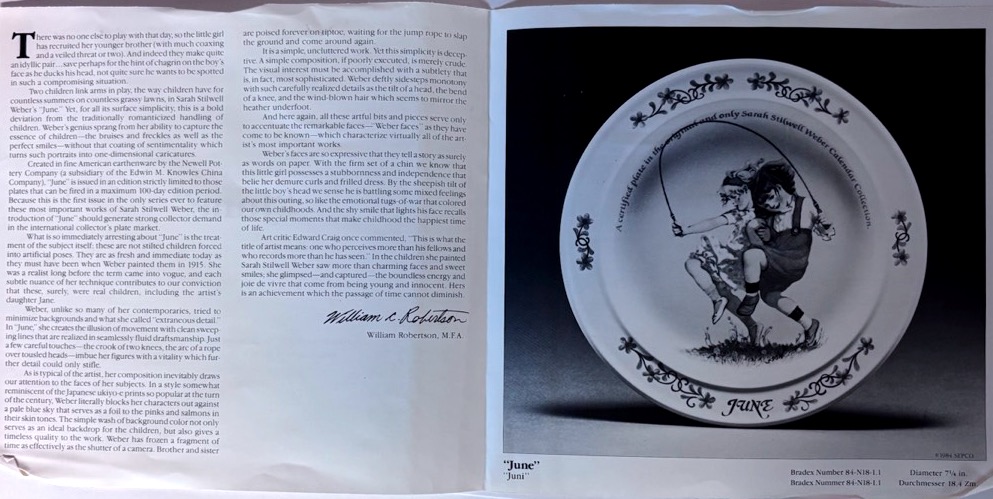 There was no one else to play with that day, so the little girl
has recruited her younger brother (with much coaxing
and a veiled threat or two). And indeed they make quite
an idyllic pair...save perhaps for the hint of chagrin on the boy's
face as he ducks his head, not quite sure he wants to be spotted
in such a compromising situation.
Two children link arms in play, the way children have for
countless summers on countless grassy lawns, in Sarah Stilwell
Weber's "June." Yet, for all its surface simplicity, this is a bold
deviation from the traditionally romanticized handling of
children. Weber's genius sprang from her ability to capture the
essence of children—the bruises and freckles as well as the
perfect smiles—without that coating of sentimentality which
turns such portraits into one-dimensional caricatures.
Created in fine American earthenware by the Newell Pot-
tery Company (a subsidiary of the Edwin M. Knowles China
Company), "June" is issued in an edition strictly limited to those
plates that can be fired in a maximum 100-day edition period.
Because this is the first issue in the only series ever to feature
these most important works of Sarah Stilwell Weber, the in-
troduction of "June" should generate strong collector demand
in the international collector's plate market.
What is so immediately arresting about "June" is the treat-
ment of the subject itself: these are not stilted children forced
into artificial poses. They are as fresh and immediate today as
they must have been when Weber painted them in 1915. She
was a realist long before the term came into vogue, and each
subtle nuance of her technique contributes to our conviction
that these, surely, were real children, including the artist's
daughter Jane.
Weber, unlike so many of her contemporaries, tried to
minimize backgrounds and what she called "extraneous detail."
In "June," she creates the illusion of movement with clean sweep-
ing lines that are realized in seamlessly fluid draftsmanship. Just
a few careful touches—the crook of two knees, the arc of a rope
over tousled heads—imbue her figures with a vitality which fur-
ther detail could only stifle.
As is typical of the artist, her composition inevitably draws
our attention to the faces of her subjects. In a style somewhat
reminiscent of the Japanese ukiyo-e prints so popular at the turn
of the century, Weber literally blocks her characters out against
a pale blue sky that serves as a foil to the pinks and salmons in
their skin tones. The simple wash of background color not only
serves as an ideal backdrop for the children, but also gives a
timeless quality to the work. Weber has frozen a fragment of
time as effectively as the shutter of a camera. Brother and sister
are poised forever on tiptoe, waiting for the jump rope to slap
the ground and come around again.
It is a simple, uncluttered work. Yet this simplicity is decep-
tive. A simple composition, if poorly executed, is merely crude.
The visual interest must be accomplished with a subtlety that
is, in fact, most sophisticated. Weber deftly sidesteps monotony
with such carefully realized details as the tilt of a head, the bend
of a knee, and the wind-blown hair which seems to mirror the
heather underfoot.
And here again, all these artful bits and pieces serve only
to accentuate the remarkable faces—"Weber faces" as they have
come to be known—which characterize virtually all of the art-
ist's most important works.
Weber's faces are so expressive that they tell a story as surely
as words on paper. With the firm set of a chin we know that
this little girl possesses a stubbornness and independence that
belie her demure curls and frilled dress. By the sheepish tilt of
the little boy's head we sense he is battling some mixed feelings
about this outing, so like the emotional tugs-of-war that colored
our own childhoods. And the shy smile that lights his face recalls
those special moments that make childhood the happiest time
of life.
Art critic Edward Craig once commented, "This is what the
title of artist means: one who perceives more than his fellows and
who records more than he has seen." In the children she painted
Sarah Stilwell Weber saw more than charming faces and sweet
smiles; she glimpsed—and captured—the boundless energy and
joie de vivre that come from being young and innocent. Hers
is an achievement which the passage of time cannot diminish.
William R. Robertson
William Robertson, M.F.A.
A certified plate in the original and only Sarah Stilwell Weber Calendar Collection.
JUNE
©1986 NEPCO
"June"
"Juni"
Bradex Number 84-N18-1.1
Bradex Nummer 84-N18-1.1
Diameter 7¼ in.
Durchmesser 18.4 Zm